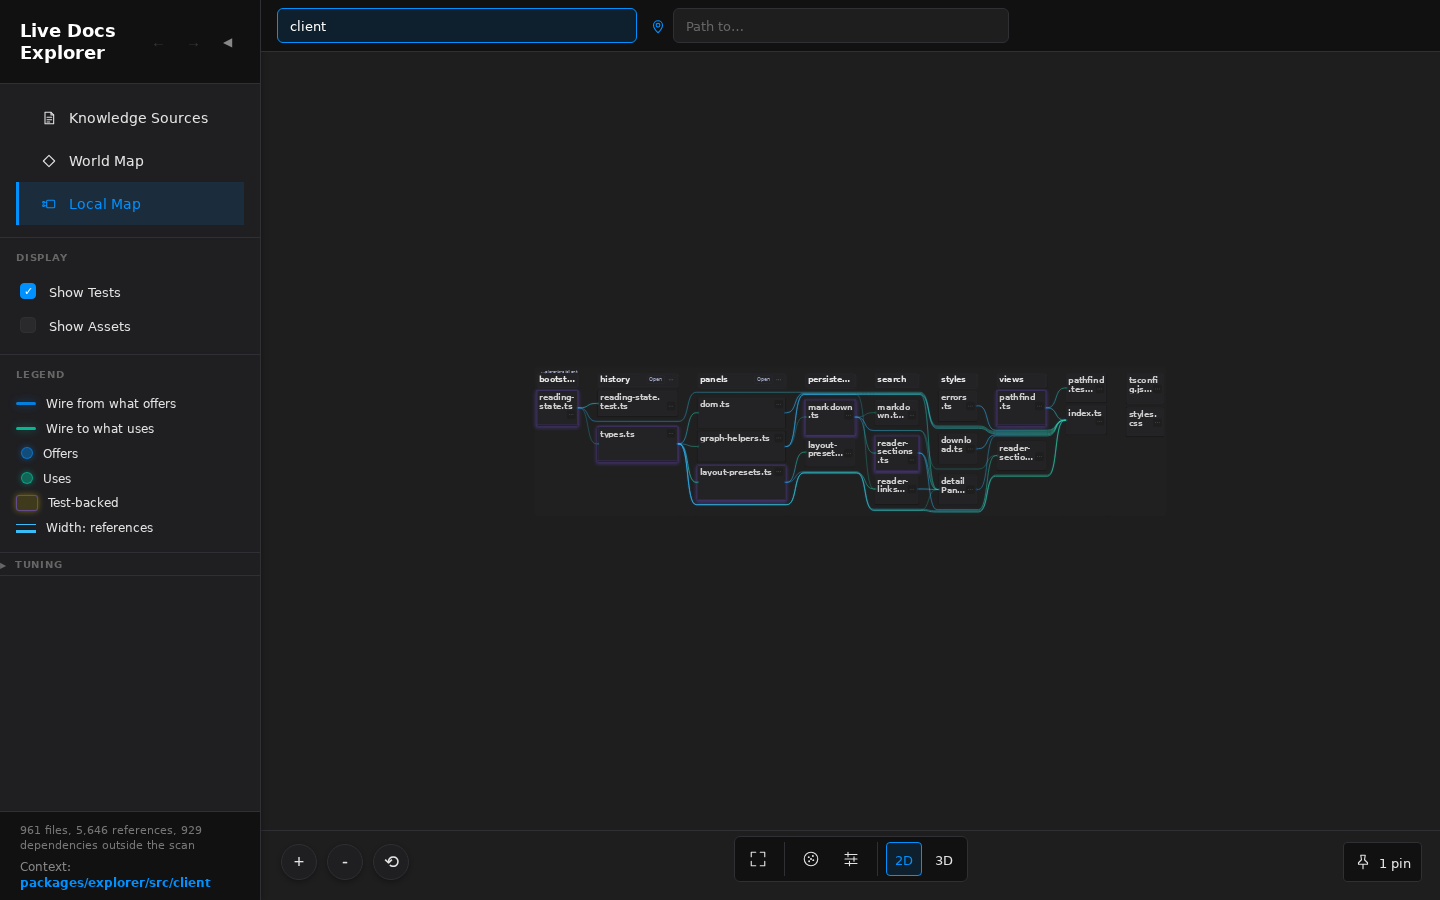 Live Docs
Explorer
← → ◀
client
Path to...
Knowledge Sources
World Map
Local Map
DISPLAY
✓ Show Tests
Show Assets
LEGEND
Wire from what offers
Wire to what uses
Offers
Uses
Test-backed
Width: references
▸ TUNING
bootst...
reading-
state.ts
history Open ...
reading-state.
test.ts
types.ts
panels Open ...
dom.ts
graph-helpers.ts
layout-presets.ts
persiste...
markdown
.ts
layout-
preset...
search
markdo
wn.t...
reader-
sections
.ts
reader-
links...
styles
errors
.ts
downlo
ad.ts
detail
Pan...
views
pathfind
.ts
reader-
sectio...
pathfind
.tes...
index.ts
tsconfi
g.js...
styles.
css
961 files, 5,646 references, 929
dependencies outside the scan
Context:
packages/explorer/src/client
+ - ⟲
2D 3D
1 pin